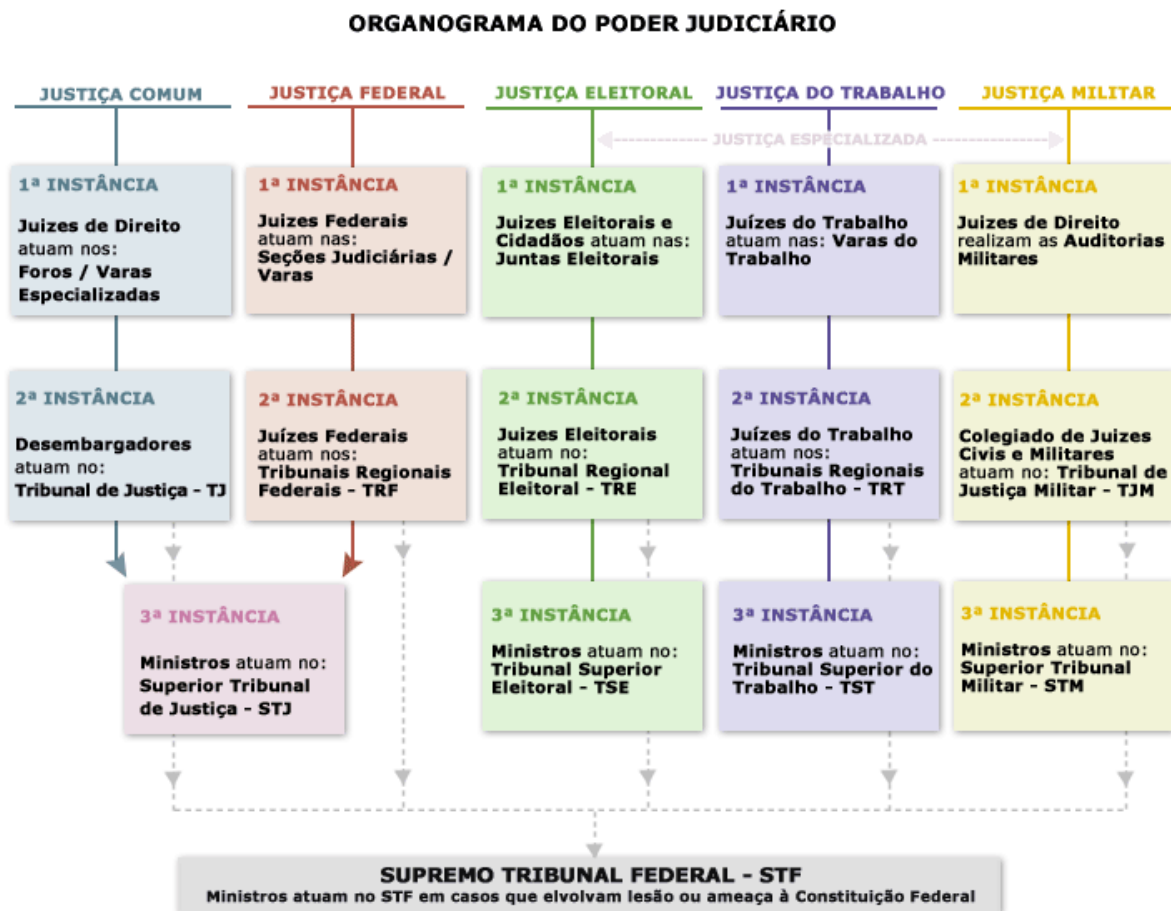 ORGANOGRAMA DO PODER JUDICIÁRIO
JUSTIÇA COMUM
JUSTIÇA FEDERAL
JUSTIÇA ELEITORAL
JUSTIÇA DO TRABALHO
JUSTIÇA MILITAR
JUSTIÇA ESPECIALIZADA
1ª INSTÂNCIA
Juizes de Direito
atuam nos:
Foros / Varas
Especializadas
1ª INSTÂNCIA
Juizes Federais
atuam nas:
Seções Judiciárias /
Varas
1ª INSTÂNCIA
Juizes Eleitorais e
Cidadãos atuam nas:
Juntas Eleitorais
1ª INSTÂNCIA
Juízes do Trabalho
atuam nas: Varas do
Trabalho
1ª INSTÂNCIA
Juizes de Direito
realizam as Auditorias
Militares
2ª INSTÂNCIA
Desembargadores
atuam no:
Tribunal de Justiça - TJ
2ª INSTÂNCIA
Juízes Federais
atuam nos:
Tribunais Regionais
Federais - TRF
2ª INSTÂNCIA
Juizes Eleitorais
atuam no:
Tribunal Regional
Eleitoral - TRE
2ª INSTÂNCIA
Juízes do Trabalho
atuam nos:
Tribunais Regionais
do Trabalho - TRT
2ª INSTÂNCIA
Colegiado de Juizes
Civis e Militares
atuam no: Tribunal de
Justiça Militar - TJM
3ª INSTÂNCIA
Ministros atuam no:
Superior Tribunal
de Justiça - STJ
3ª INSTÂNCIA
Ministros atuam no:
Tribunal Superior
Eleitoral - TSE
3ª INSTÂNCIA
Ministros atuam no:
Tribunal Superior do
Trabalho - TST
3ª INSTÂNCIA
Ministros atuam no:
Superior Tribunal
Militar - STM
SUPREMO TRIBUNAL FEDERAL - STF
Ministros atuam no STF em casos que elvolvam lesão ou ameaça à Constituição Federal